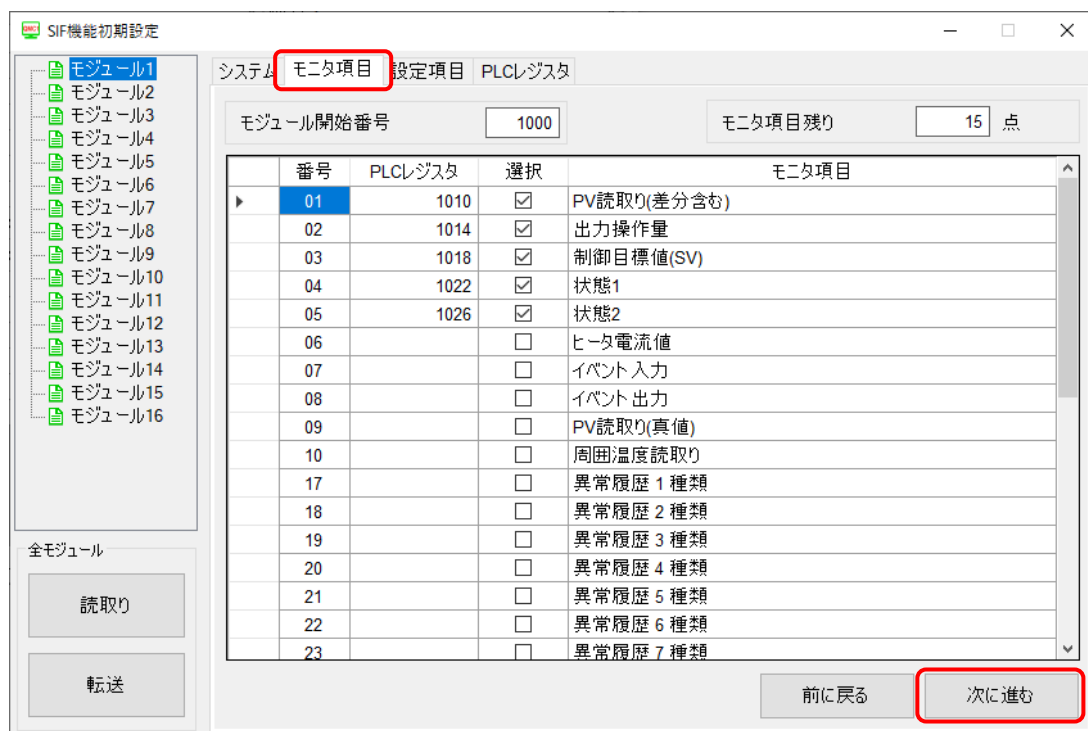 SIF機能初期設定
モジュール1
モジュール2
モジュール3
モジュール4
モジュール5
モジュール6
モジュール7
モジュール8
モジュール9
モジュール10
モジュール11
モジュール12
モジュール13
モジュール14
モジュール15
モジュール16
全モジュール
読取り
転送
システム モニタ項目 設定項目 PLCレジスタ
モジュール開始番号 1000 モニタ項目残り 15 点
番号 PLCレジスタ 選択 モニタ項目
01 1010 PV読取り(差分含む)
02 1014 出力操作量
03 1018 制御目標値(SV)
04 1022 状態1
05 1026 状態2
06 ヒータ電流値
07 イベント入力
08 イベント出力
09 PV読取り(真値)
10 周囲温度読取り
17 異常履歴 1 種類
18 異常履歴 2 種類
19 異常履歴 3 種類
20 異常履歴 4 種類
21 異常履歴 5 種類
22 異常履歴 6 種類
23 異常履歴 7 種類
前に戻る 次に進む